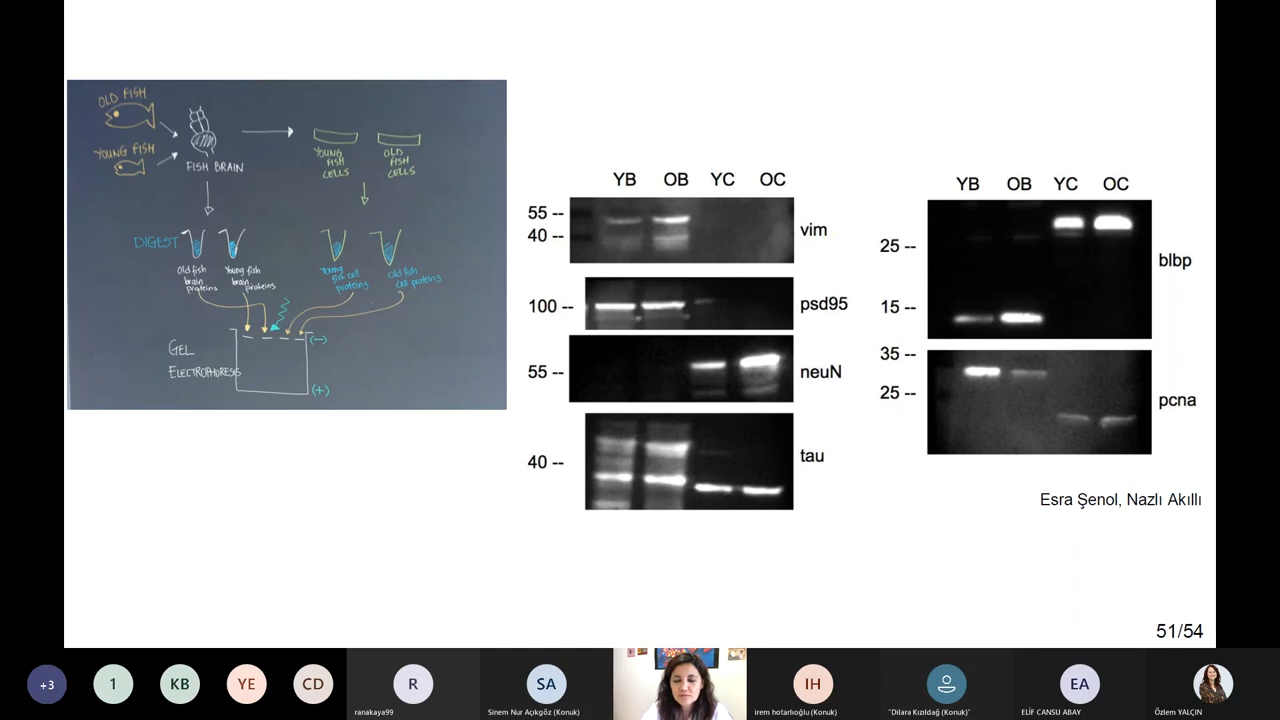 OLD FISH
YOUNG FISH
FISH BRAIN
YOUNG
FISH
CELLS
OLD
FISH
CELLS
DIGEST
Old fish
brain
proteins
Young fish
brain
proteins
Young
fish cell
proteins
Old fish
cell proteins
GEL
ELECTROPHORESIS
(-)
(+)
YB OB YC OC
55 --
40 --
vim
100 --
psd95
55 --
neuN
40 --
tau
YB OB YC OC
25 --
15 --
blbp
35 --
25 --
pcna
Esra Şenol, Nazlı Akıllı
51/54
+3
1
KB
YE
CD
R
ranakaya99
SA
Sinem Nur Açıkgöz (Konuk)
IH
irem hotarlıoğlu (Konuk)
"Dilara Kızıldağ (Konuk)"
EA
ELİF CANSU ABAY
Özlem YALÇIN